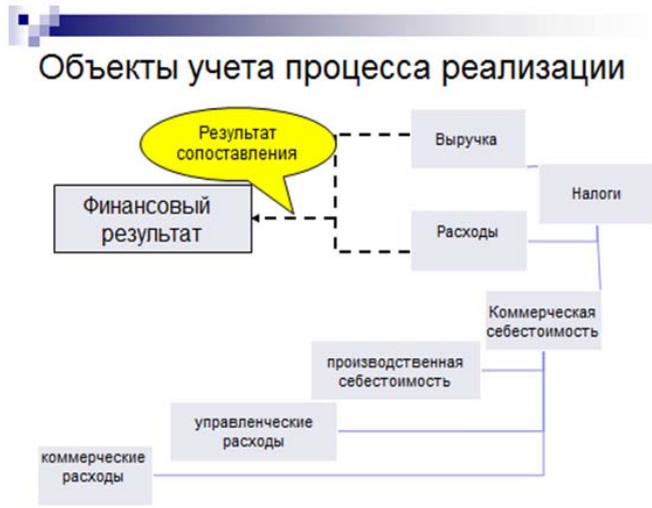 Объекты учета процесса реализации
Результат
сопоставления
Выручка
Налоги
Финансовый
результат
Расходы
Коммерческая
себестоимость
производственная
себестоимость
управленческие
расходы
коммерческие
расходы